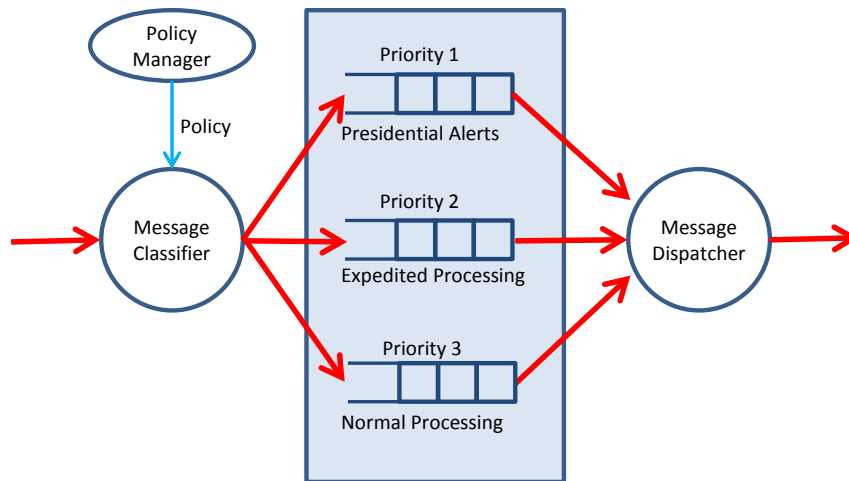 Policy
Manager
Policy
Message
Classifier
Priority 1
Presidential Alerts
Priority 2
Expedited Processing
Priority 3
Normal Processing
Message
Dispatcher